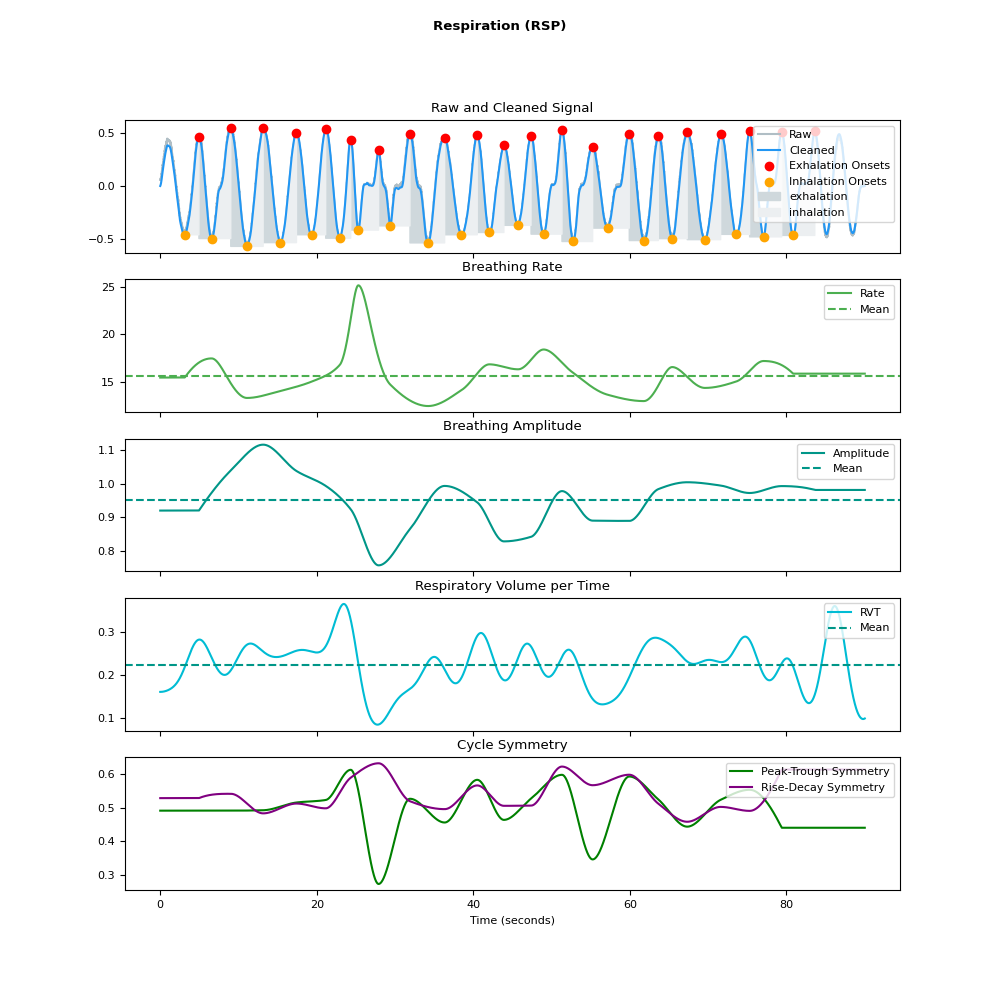 Respiration (RSP)
Raw and Cleaned Signal
0.5
0.0
−0.5
Raw
Cleaned
Exhalation Onsets
Inhalation Onsets
exhalation
inhalation
Breathing Rate
25
20
15
Rate
Mean
Breathing Amplitude
1.1
1.0
0.9
0.8
Amplitude
Mean
Respiratory Volume per Time
0.3
0.2
0.1
RVT
Mean
Cycle Symmetry
0.6
0.5
0.4
0.3
Peak-Trough Symmetry
Rise-Decay Symmetry
0 20 40 60 80
Time (seconds)